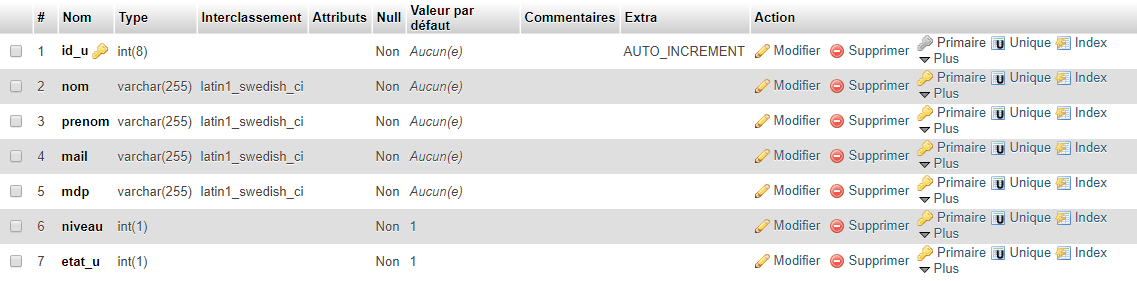 # Nom Type Interclassement Attributs Null Valeur par défaut Commentaires Extra Action
1 id_u int(8) Non Aucun(e) AUTO_INCREMENT Modifier Supprimer Primaire U Unique Index
Plus
2 nom varchar(255) latin1_swedish_ci Non Aucun(e) Modifier Supprimer Primaire U Unique Index
Plus
3 prenom varchar(255) latin1_swedish_ci Non Aucun(e) Modifier Supprimer Primaire U Unique Index
Plus
4 mail varchar(255) latin1_swedish_ci Non Aucun(e) Modifier Supprimer Primaire U Unique Index
Plus
5 mdp varchar(255) latin1_swedish_ci Non Aucun(e) Modifier Supprimer Primaire U Unique Index
Plus
6 niveau int(1) Non 1 Modifier Supprimer Primaire U Unique Index
Plus
7 etat_u int(1) Non 1 Modifier Supprimer Primaire U Unique Index
Plus